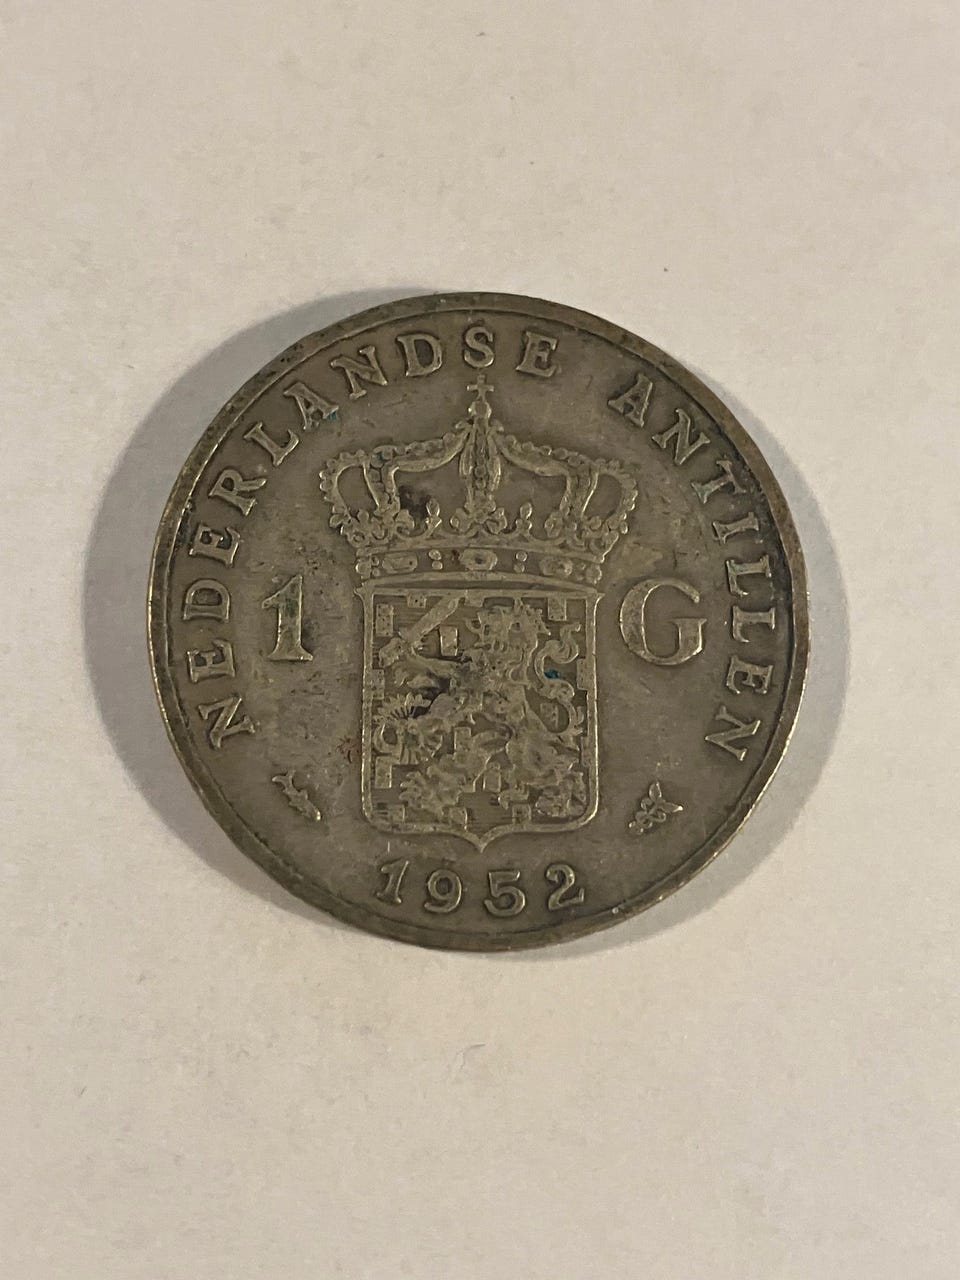 NEDERLANDSE ANTILLEN
1 G
1952